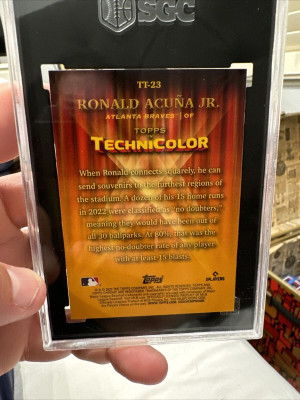 SGC
TT-23
RONALD ACUÑA JR.
ATLANTA BRAVES | OF
TOPPS
IN
TECHNICOLOR
When Ronald connects squarely, he can
send souvenirs to the furthest regions of
the stadium. A dozen of his 15 home runs
in 2022 were classified as "no doubters,"
meaning they would have been out of
all 30 ballparks. At 80%, this was the
highest no-doubter rate of any player
with at least 15 blasts.
Topps
PLAYERS